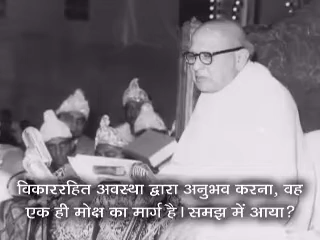 विकाररहित अवस्था द्वारा अनुभव करना, वह
एक ही मोक्ष का मार्ग है। समझ में आया?